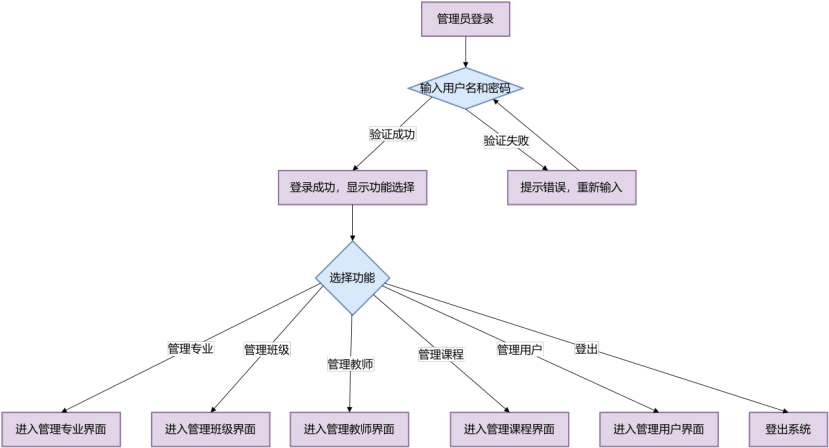 管理员登录
输入用户名和密码
验证成功
验证失败
登录成功，显示功能选择
提示错误，重新输入
选择功能
管理专业
管理班级
管理教师
管理课程
管理用户
登出
进入管理专业界面
进入管理班级界面
进入管理教师界面
进入管理课程界面
进入管理用户界面
登出系统